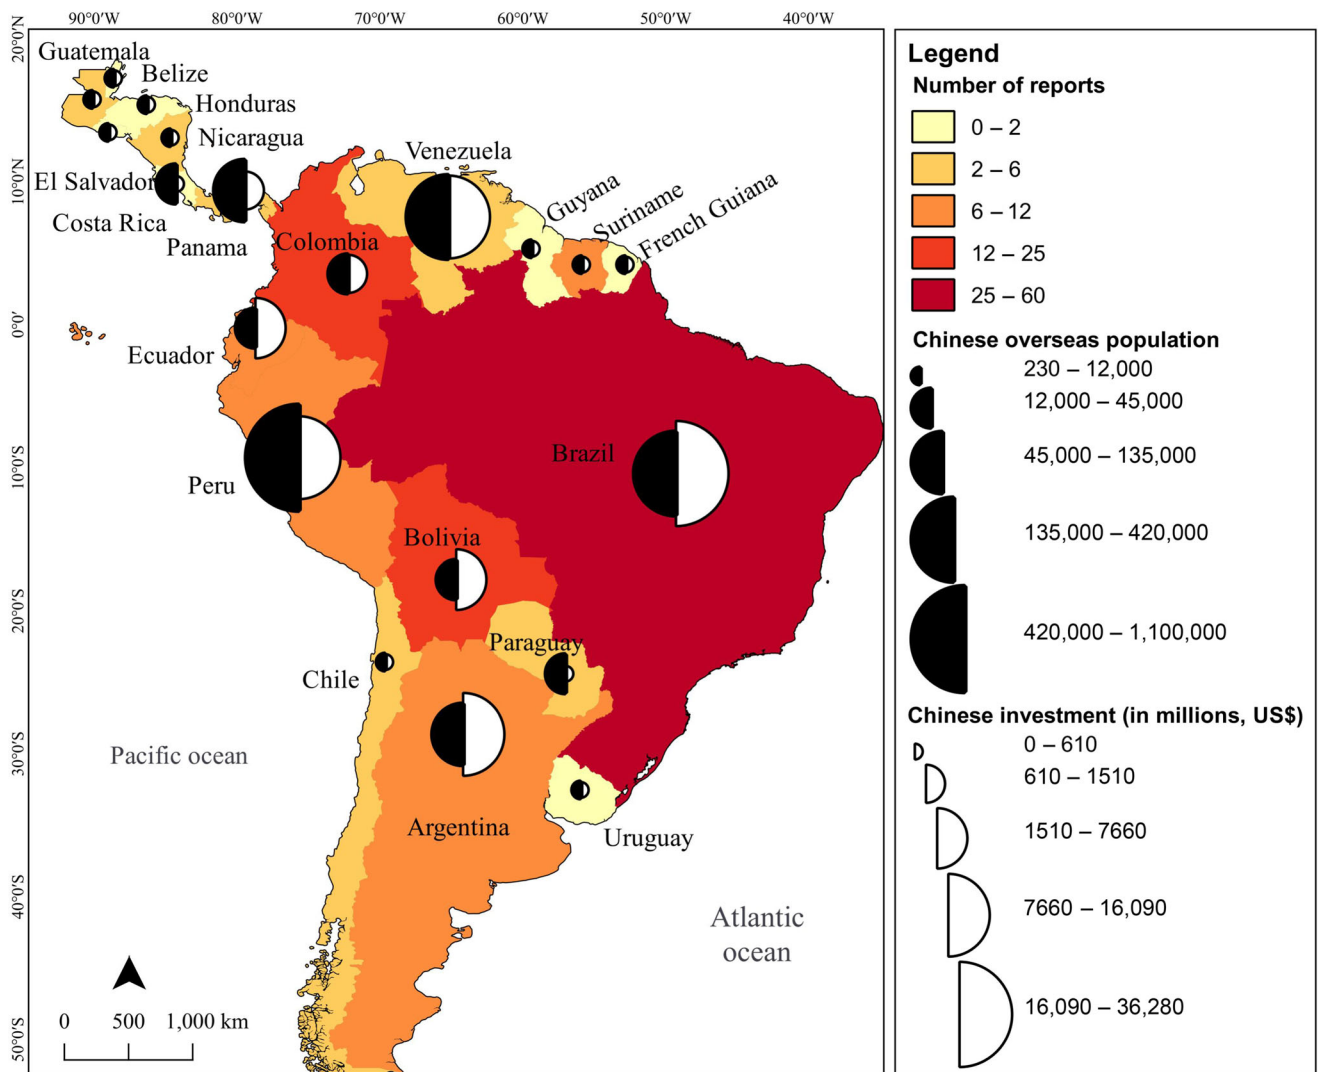 90°0'W 80°0'W 70°0'W 60°0'W 50°0'W 40°0'W
20°0'N
10°0'N
0°0'
10°0'S
20°0'S
30°0'S
40°0'S
50°0'S
Guatemala
Belize
Honduras
Nicaragua
El Salvador
Costa Rica
Panama
Venezuela
Guyana
Suriname
French Guiana
Colombia
Ecuador
Peru
Brazil
Bolivia
Paraguay
Chile
Argentina
Uruguay
Pacific ocean
Atlantic
ocean
0 500 1,000 km
Legend
Number of reports
0 – 2
2 – 6
6 – 12
12 – 25
25 – 60
Chinese overseas population
230 – 12,000
12,000 – 45,000
45,000 – 135,000
135,000 – 420,000
420,000 – 1,100,000
Chinese investment (in millions, US$)
0 – 610
610 – 1510
1510 – 7660
7660 – 16,090
16,090 – 36,280